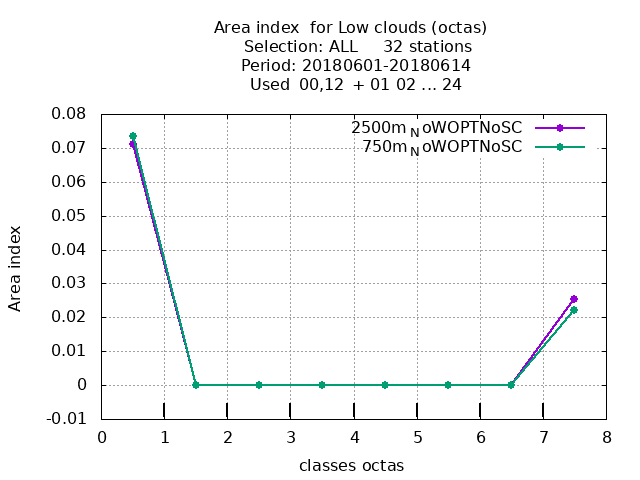 Area index  for Low clouds (octas)
Selection: ALL     32 stations
Period: 20180601-20180614
Used  00,12  + 01 02 ... 24
2500m NoWOPTNoSC
750m NoWOPTNoSC
0.08
0.07
0.06
0.05
0.04
0.03
0.02
0.01
0
-0.01
Area index
0 1 2 3 4 5 6 7 8
classes octas